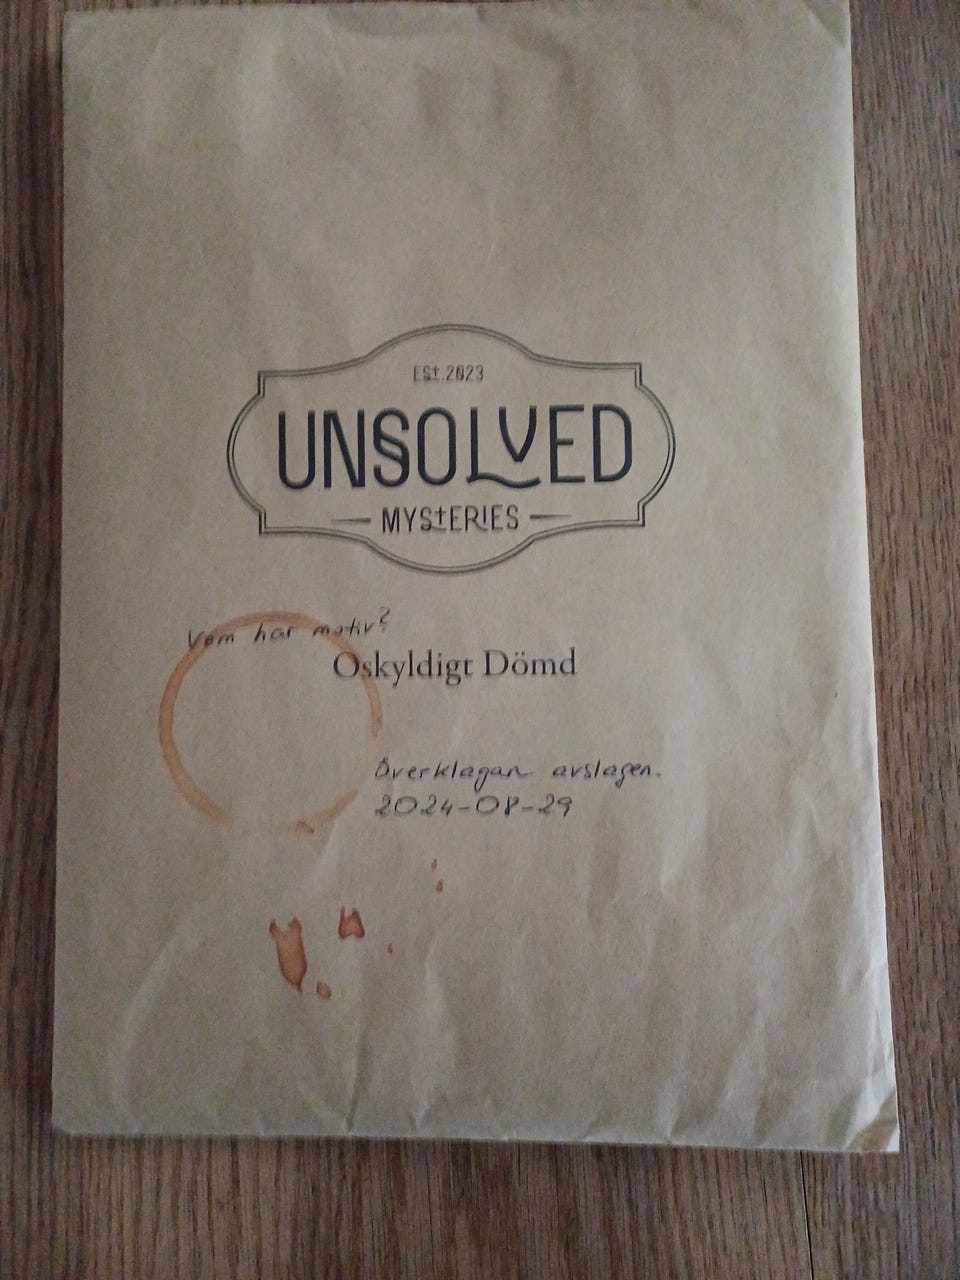 EST.2023
UNSOLVED
MYSTERIES
Vem har motiv?
Oskyldigt Dömd
Överklagan avslagen.
2024-08-29